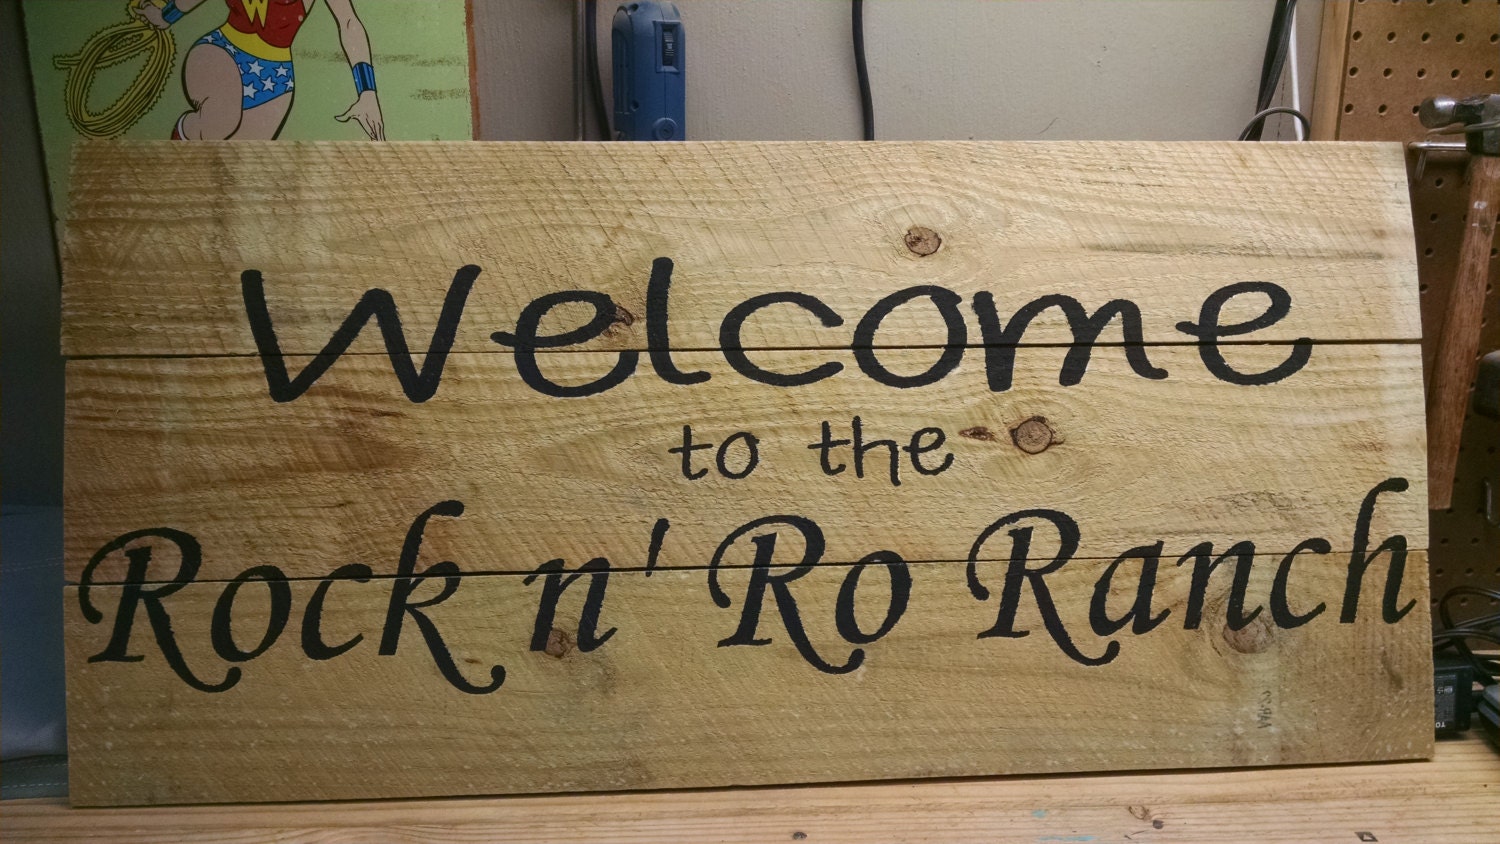 Welcome
to the
Rock n' Ro Ranch